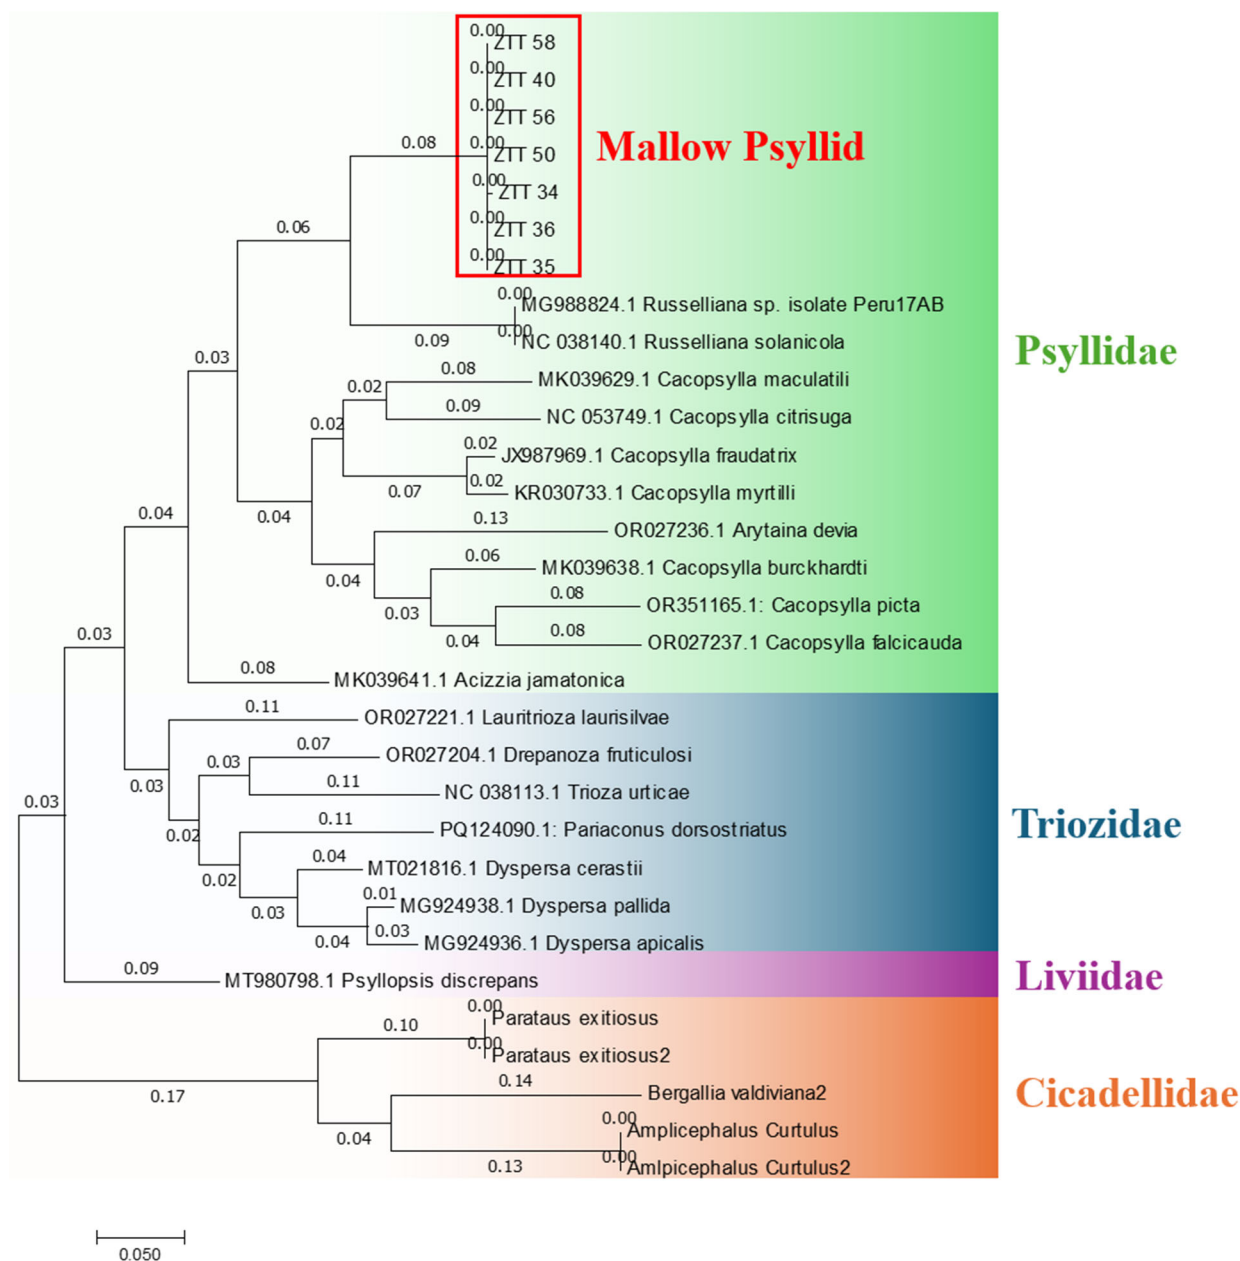 0.00
ZTT 58
0.00
ZTT 40
0.00
ZTT 56
0.08
0.00
ZTT 50
Mallow Psyllid
0.00
ZTT 34
0.06
0.00
ZTT 36
0.00
ZTT 35
0.00
MG988824.1 Russelliana sp. isolate Peru17AB
0.09
0.00
NC 038140.1 Russelliana solanicola
Psyllidae
0.03
0.08
MK039629.1 Cacopsylla maculatili
0.02
0.09
NC 053749.1 Cacopsylla citrisuga
0.02
0.02
JX987969.1 Cacopsylla fraudatrix
0.07
0.02
KR030733.1 Cacopsylla myrtilli
0.04
0.04
0.13
OR027236.1 Arytaina devia
0.04
0.06
MK039638.1 Cacopsylla burckhardti
0.03
0.08
OR351165.1: Cacopsylla picta
0.04
0.08
OR027237.1 Cacopsylla falcicauda
0.03
0.08
MK039641.1 Acizzia jamatonica
0.11
OR027221.1 Lauritrioza laurisilvae
0.03
0.03
0.07
OR027204.1 Drepanoza fruticulosi
0.11
NC 038113.1 Trioza urticae
0.03
0.02
0.11
PQ124090.1: Pariaconus dorsostriatus
Triozidae
0.02
0.04
MT021816.1 Dyspersa cerastii
0.03
0.01
MG924938.1 Dyspersa pallida
0.04
0.03
MG924936.1 Dyspersa apicalis
0.09
MT980798.1 Psyllopsis discrepans
Liviidae
0.10
0.00
Parataus exitiosus
0.00
Parataus exitiosus2
0.17
0.14
Bergallia valdiviana2
Cicadellidae
0.04
0.00
Amplicephalus Curtulus
0.13
0.00
Amlpicephalus Curtulus2
0.050